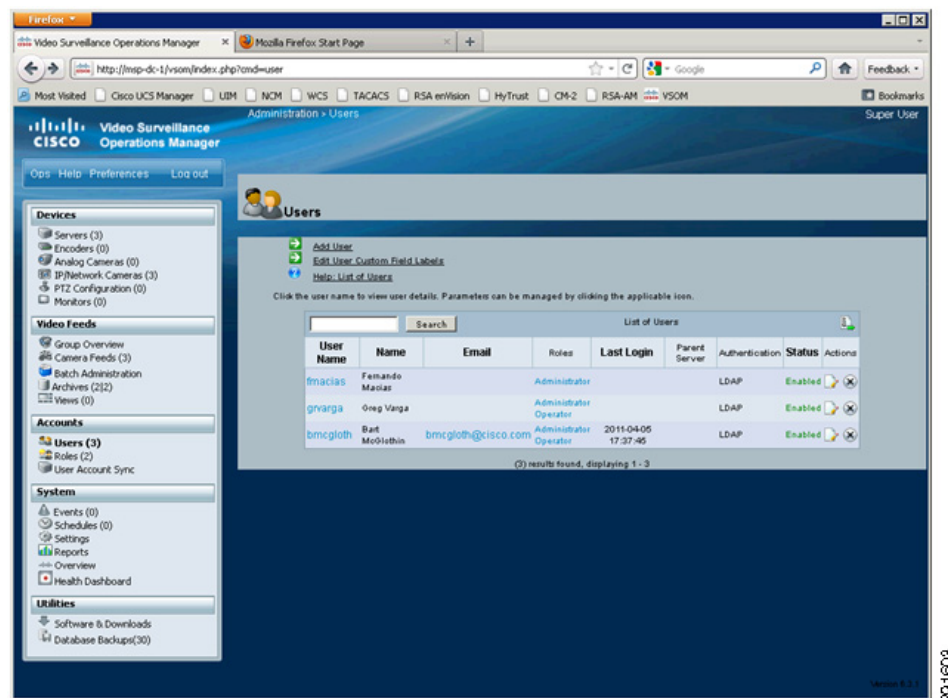 Firefox
Video Surveillance Operations Manager
Mozilla Firefox Start Page
http://msp-dc-1/vsom/index.php?cmd=user
Google
Feedback
Most Visited
Cisco UCS Manager
UIM
NCM
WCS
TACACS
RSA enVision
HyTrust
CM-2
RSA-AM
VSOM
Bookmarks
Administration > Users
Super User
CISCO
Video Surveillance
Operations Manager
Ops Help Preferences Log out
Users
Devices
Servers (3)
Encoders (0)
Analog Cameras (0)
IP/Network Cameras (3)
PTZ Configuration (0)
Monitors (0)
Video Feeds
Group Overview
Camera Feeds (3)
Batch Administration
Archives (2|2)
Views (0)
Accounts
Users (3)
Roles (2)
User Account Sync
System
Events (0)
Schedules (0)
Settings
Reports
Overview
Health Dashboard
Utilities
Software & Downloads
Database Backups(30)
Add User
Edit User Custom Field Labels
Help: List of Users
Click the user name to view user details. Parameters can be managed by clicking the applicable icon.
Search
List of Users
User Name Name Email Roles Last Login Parent Server Authentication Status Actions
fmacias Fernando Macias Administrator LDAP Enabled
grvarga Greg Varga Administrator Operator LDAP Enabled
bmcgloth Bart McGlothin bmcgloth@cisco.com Administrator Operator 2011-04-05 17:37:45 LDAP Enabled
(3) results found, displaying 1 - 3